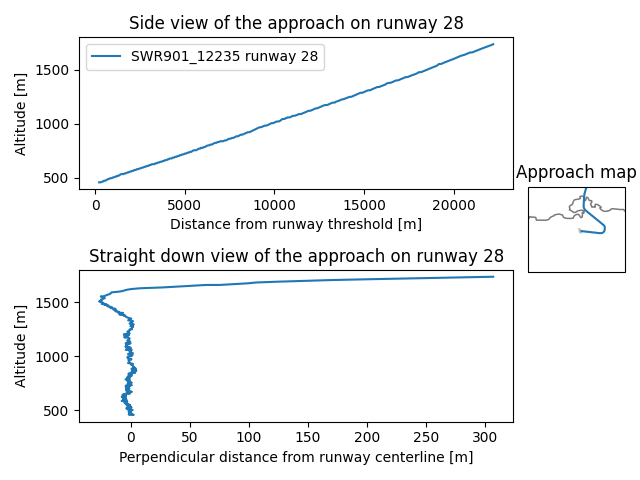 Side view of the approach on runway 28
SWR901_12235 runway 28
Altitude [m]
1500
1000
500
0
5000
10000
15000
20000
Distance from runway threshold [m]
Approach map
Straight down view of the approach on runway 28
Altitude [m]
1500
1000
500
0
50
100
150
200
250
300
Perpendicular distance from runway centerline [m]